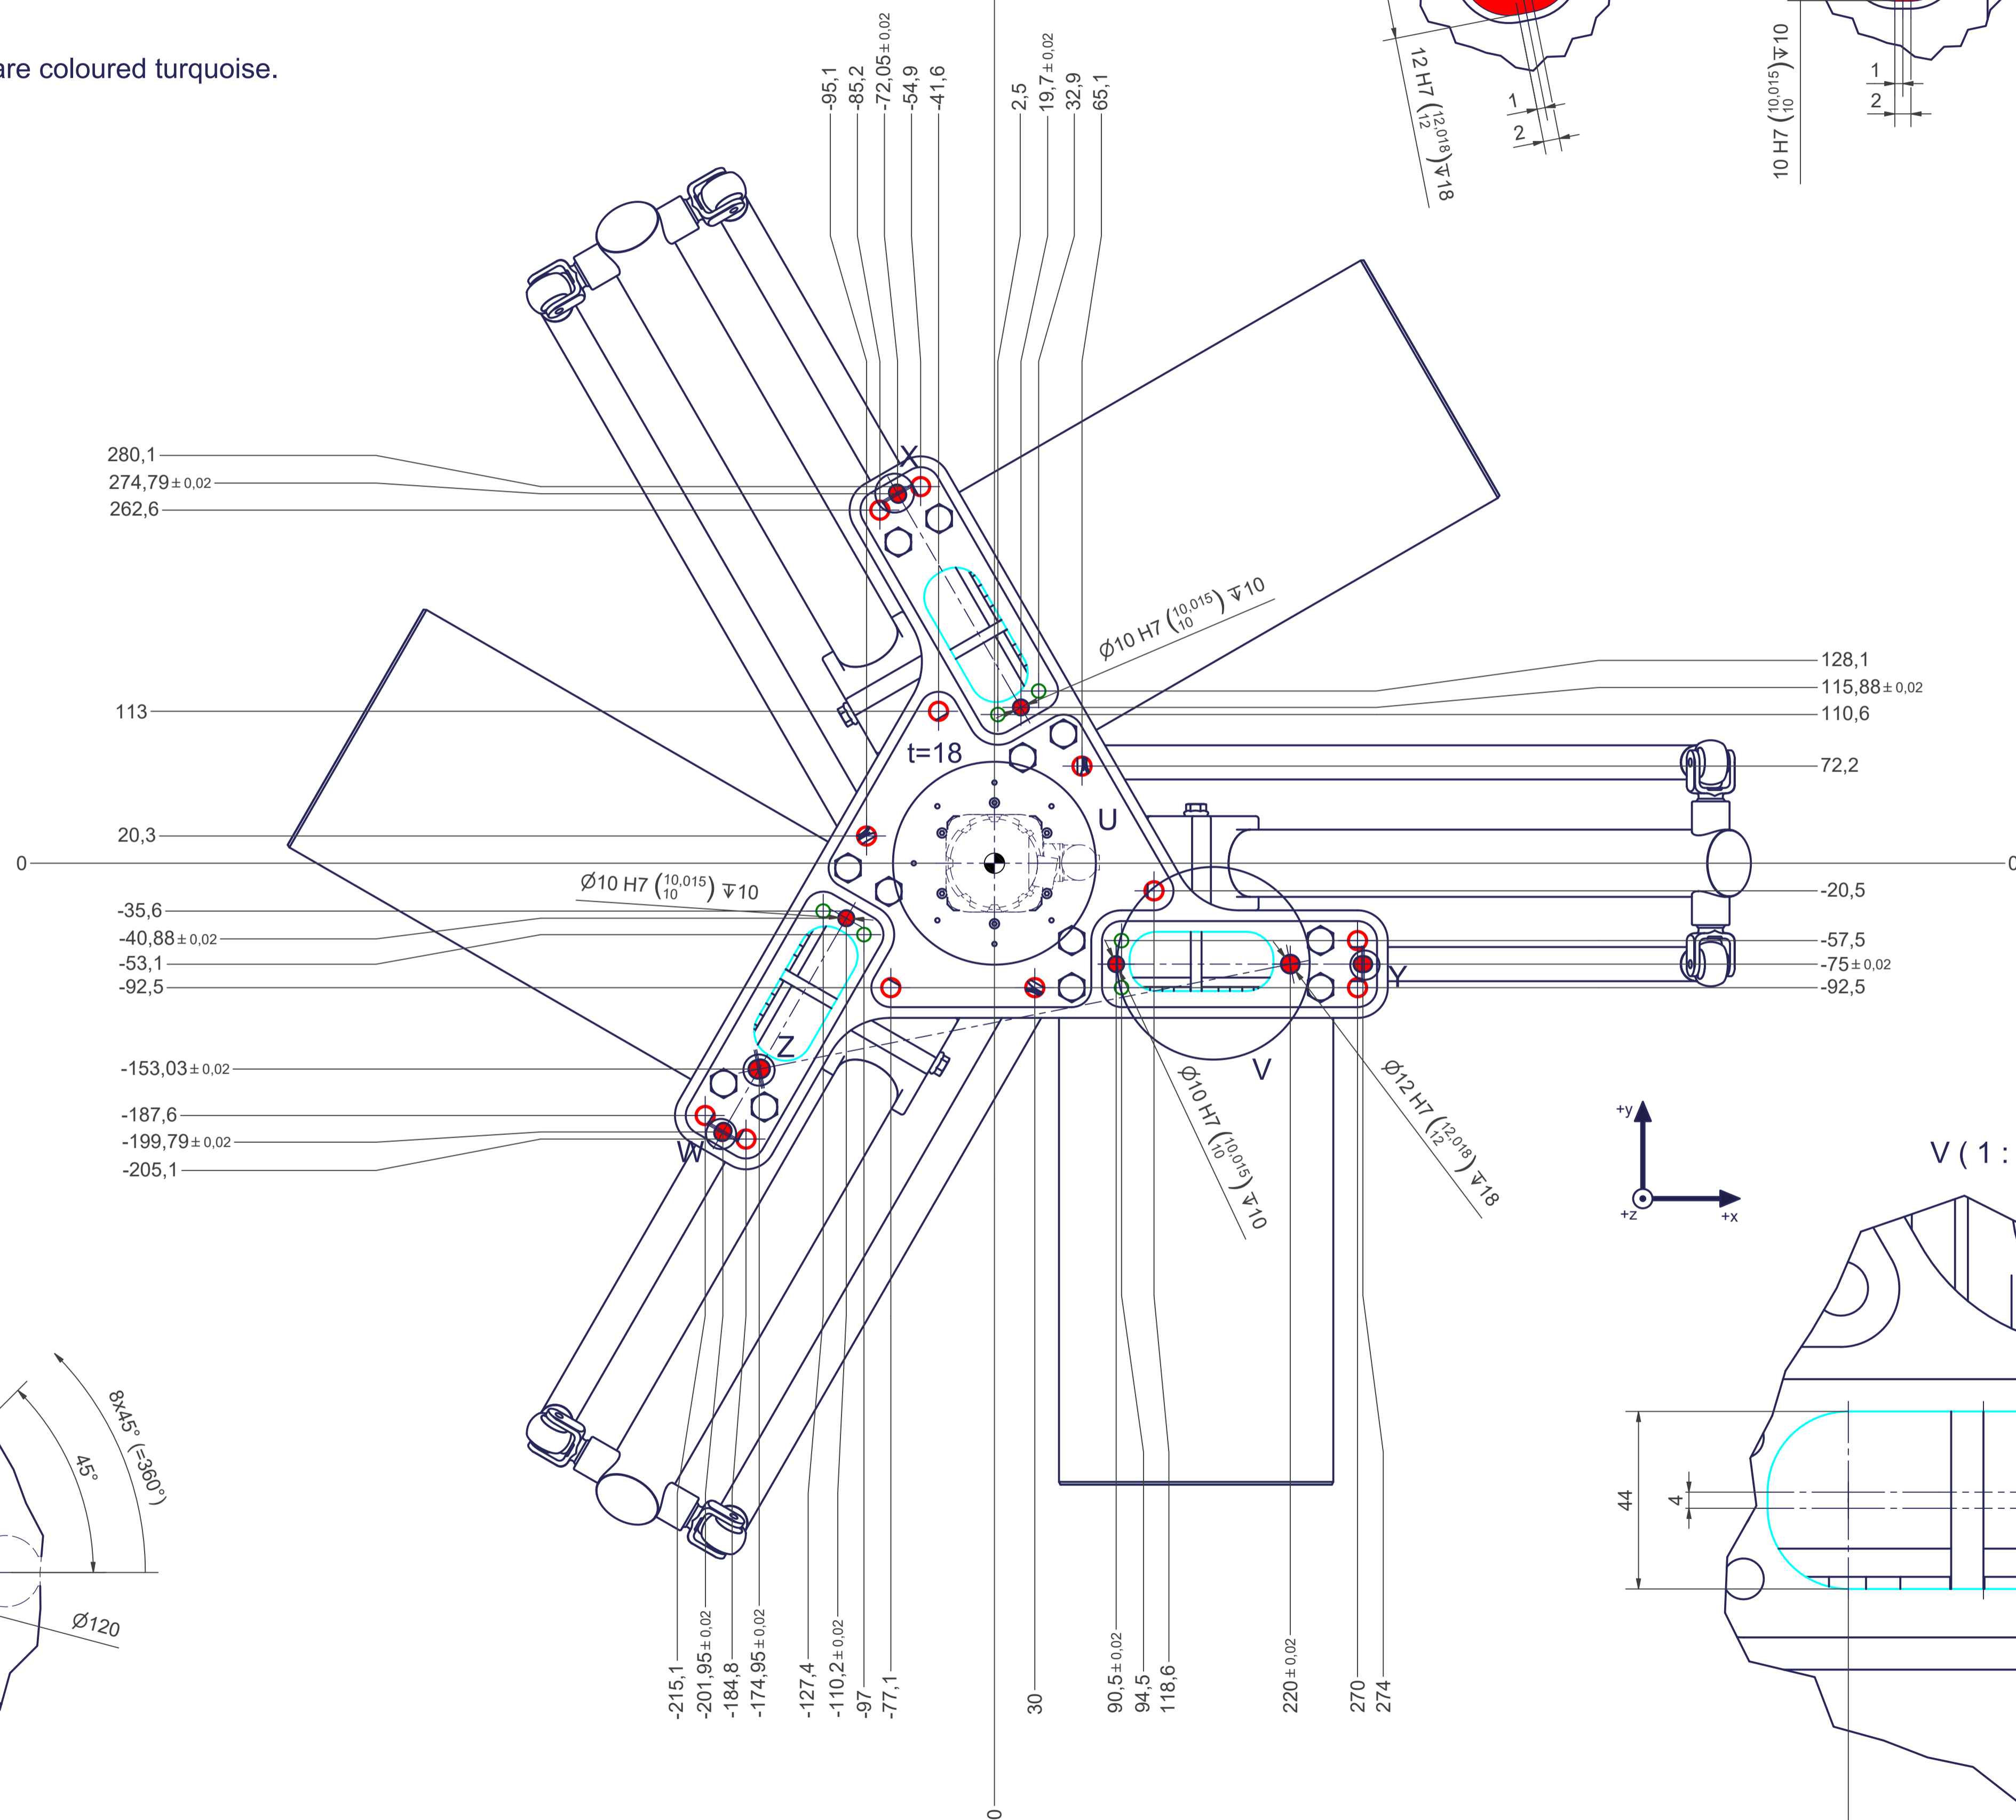 are coloured turquoise.
-95,1
-85,2
-72,05±0,02
-54,9
-41,6
2,5
19,7±0,02
32,9
65,1
12 H7 (12,018 12) ↧18
1
2
10 H7 (10,015 10) ↧10
1
2
280,1
274,79±0,02
262,6
X
Ø10 H7 (10,015 10) ↧10
128,1
115,88±0,02
110,6
113
t=18
72,2
U
20,3
0
0
Ø10 H7 (10,015 10) ↧10
-20,5
-35,6
-40,88±0,02
-53,1
-92,5
-57,5
-75±0,02
-92,5
Y
Z
V
-153,03±0,02
-187,6
-199,79±0,02
-205,1
W
Ø10 H7 (10,015 10) ↧10
Ø12 H7 (12,018 12) ↧18
+y
+z
+x
V ( 1 :
8x45° (=360°)
45°
Ø120
44
4
-215,1
-201,95±0,02
-184,8
-174,95±0,02
-127,4
-110,2±0,02
-97
-77,1
30
90,5±0,02
94,5
118,6
220±0,02
270
274
0